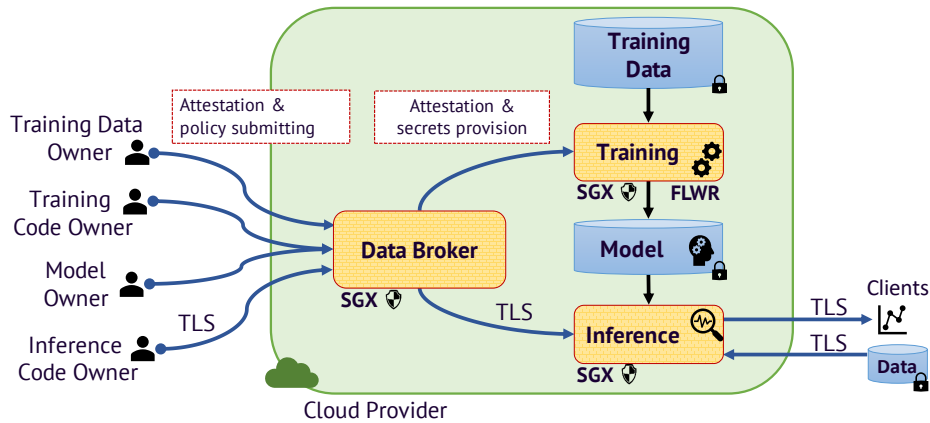 Training
Data
Attestation &
policy submitting
Attestation &
secrets provision
Training Data
Owner
Training
SGX
FLWR
Training
Code Owner
Data Broker
SGX
Model
Model
Owner
TLS
Inference
Code Owner
TLS
Inference
SGX
TLS
TLS
Clients
Data
Cloud Provider